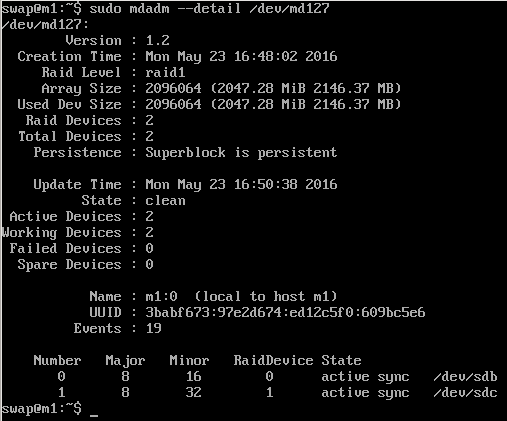 swap@m1:~$ sudo mdadm --detail /dev/md127
/dev/md127:
Version : 1.2
Creation Time : Mon May 23 16:48:02 2016
Raid Level : raid1
Array Size : 2096064 (2047.28 MiB 2146.37 MB)
Used Dev Size : 2096064 (2047.28 MiB 2146.37 MB)
Raid Devices : 2
Total Devices : 2
Persistence : Superblock is persistent
Update Time : Mon May 23 16:50:38 2016
State : clean
Active Devices : 2
Working Devices : 2
Failed Devices : 0
Spare Devices : 0
Name : m1:0  (local to host m1)
UUID : 3babf673:97e2d674:ed12c5f0:609bc5e6
Events : 19
Number   Major   Minor   RaidDevice State
0       8       16        0      active sync   /dev/sdb
1       8       32        1      active sync   /dev/sdc
swap@m1:~$ _